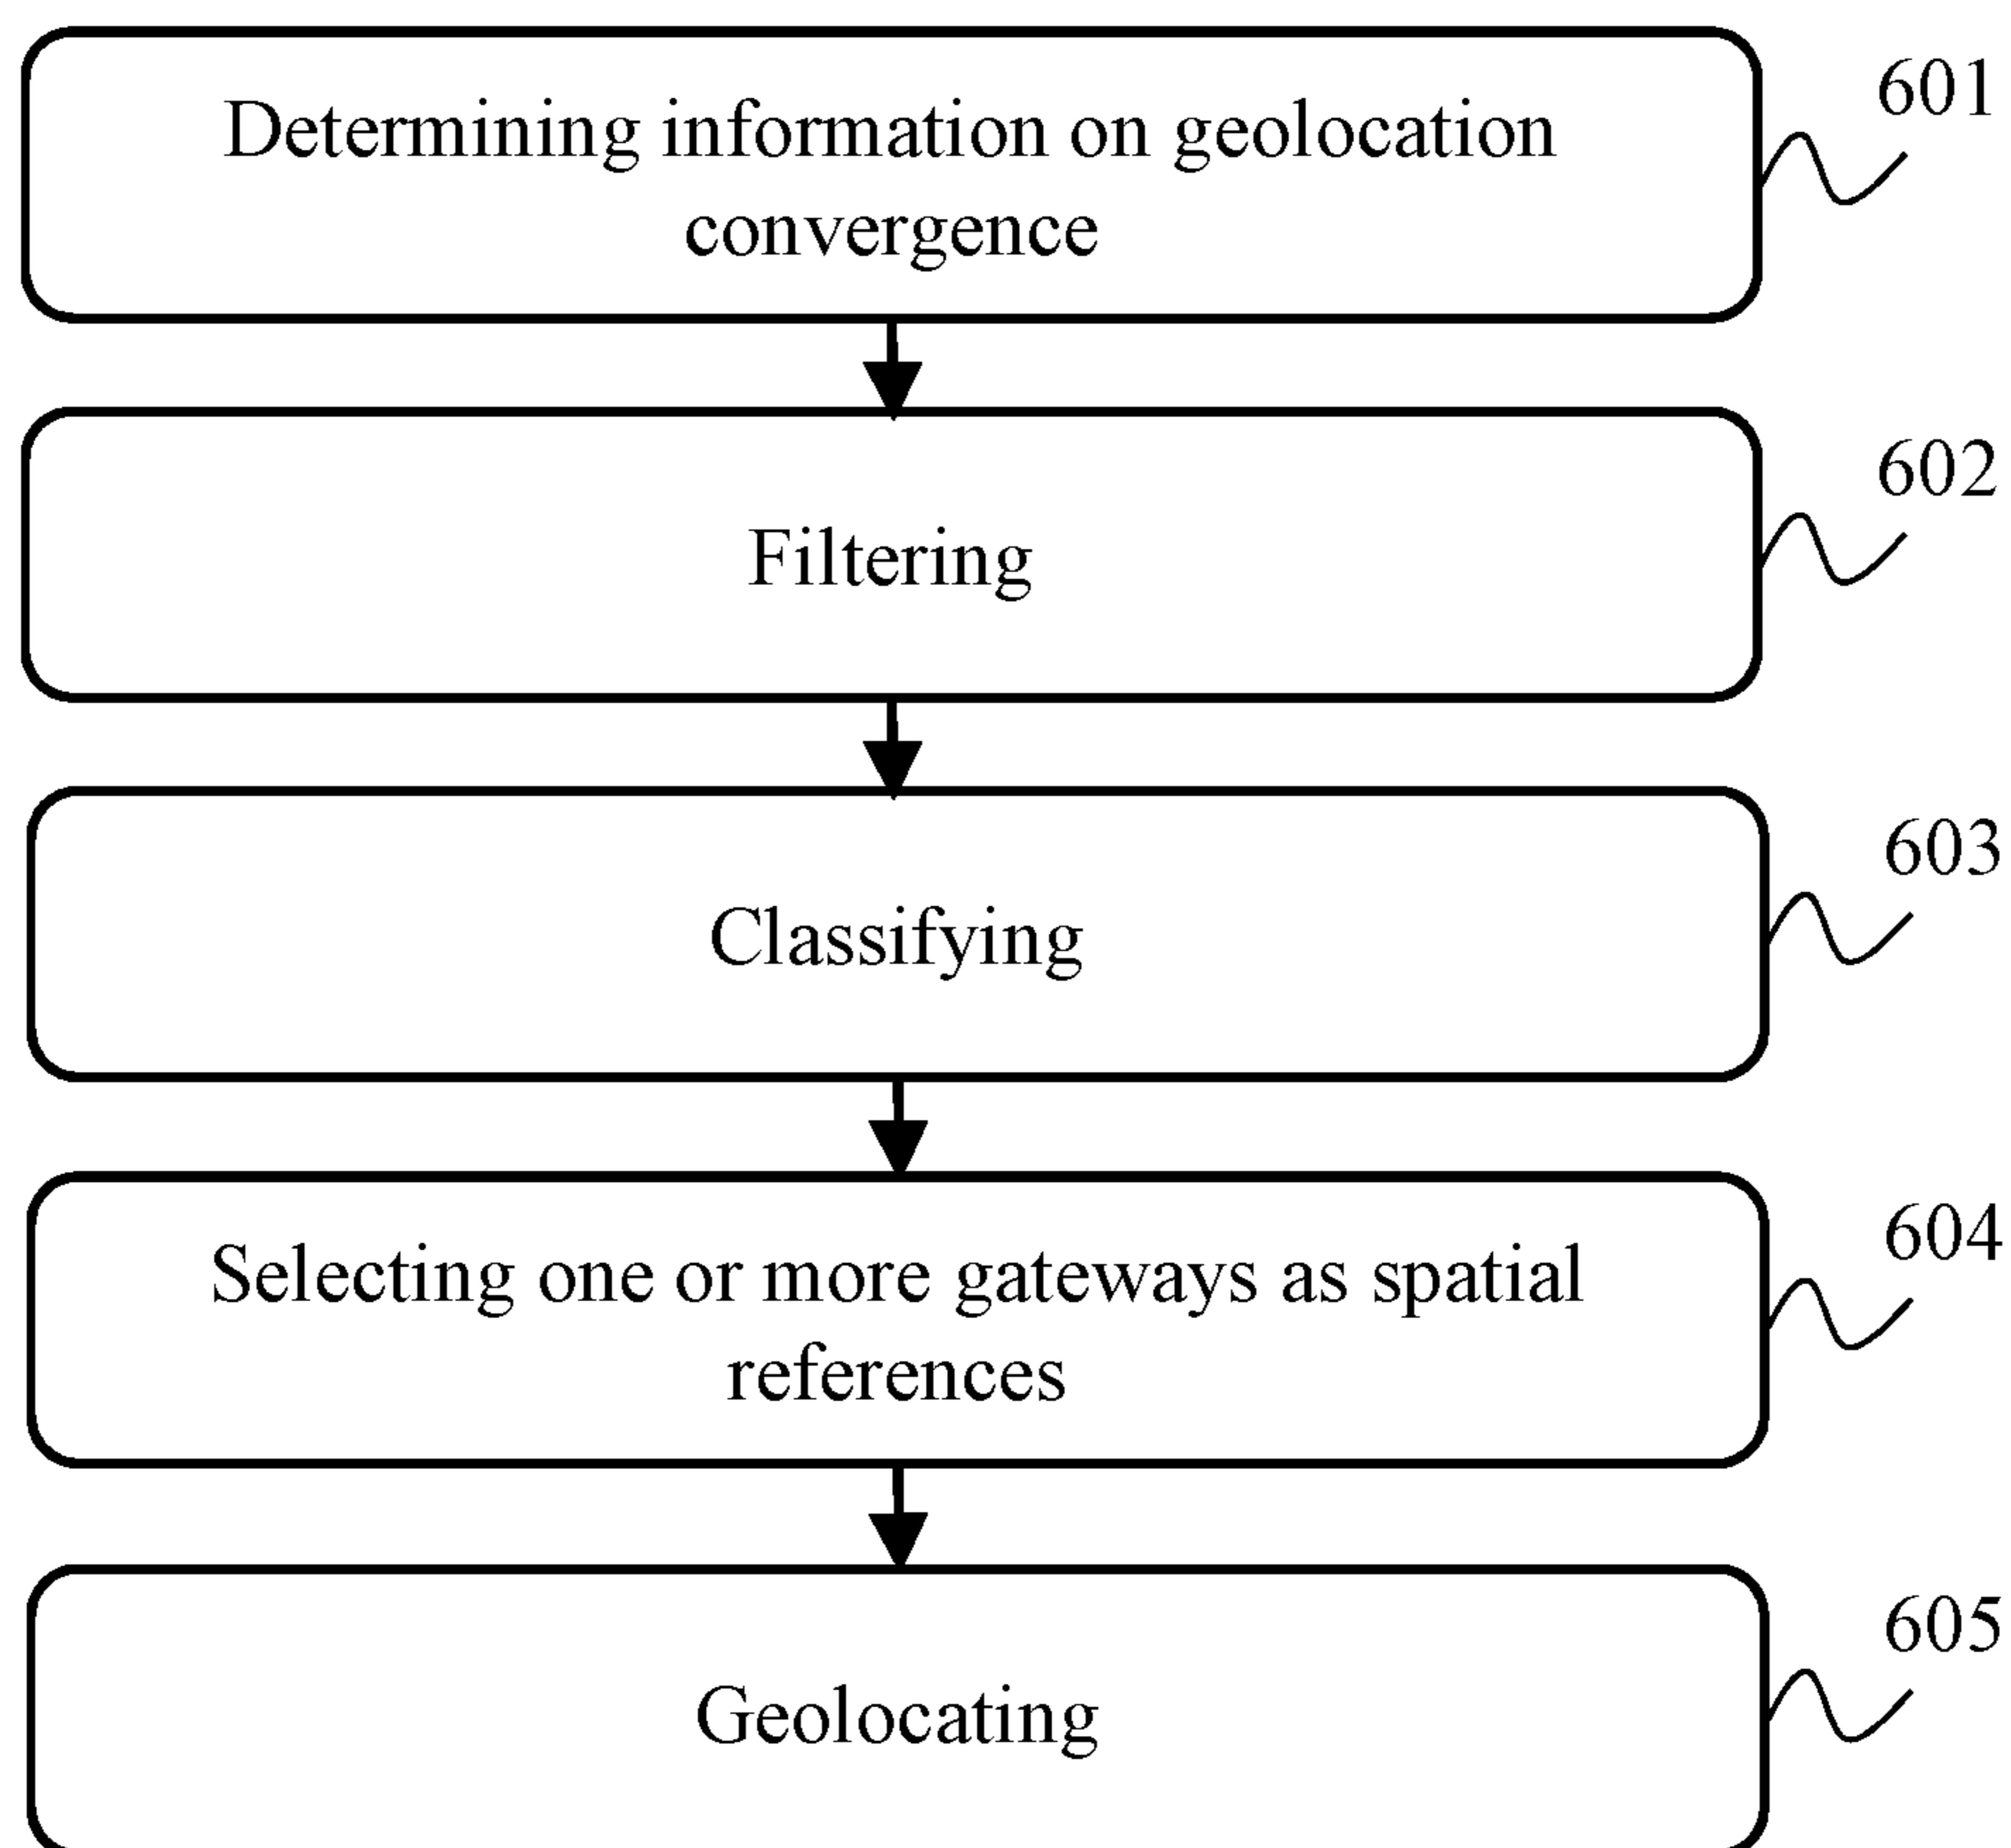 601
Determining information on geolocation
convergence
602
Filtering
603
Classifying
604
Selecting one or more gateways as spatial
references
605
Geolocating